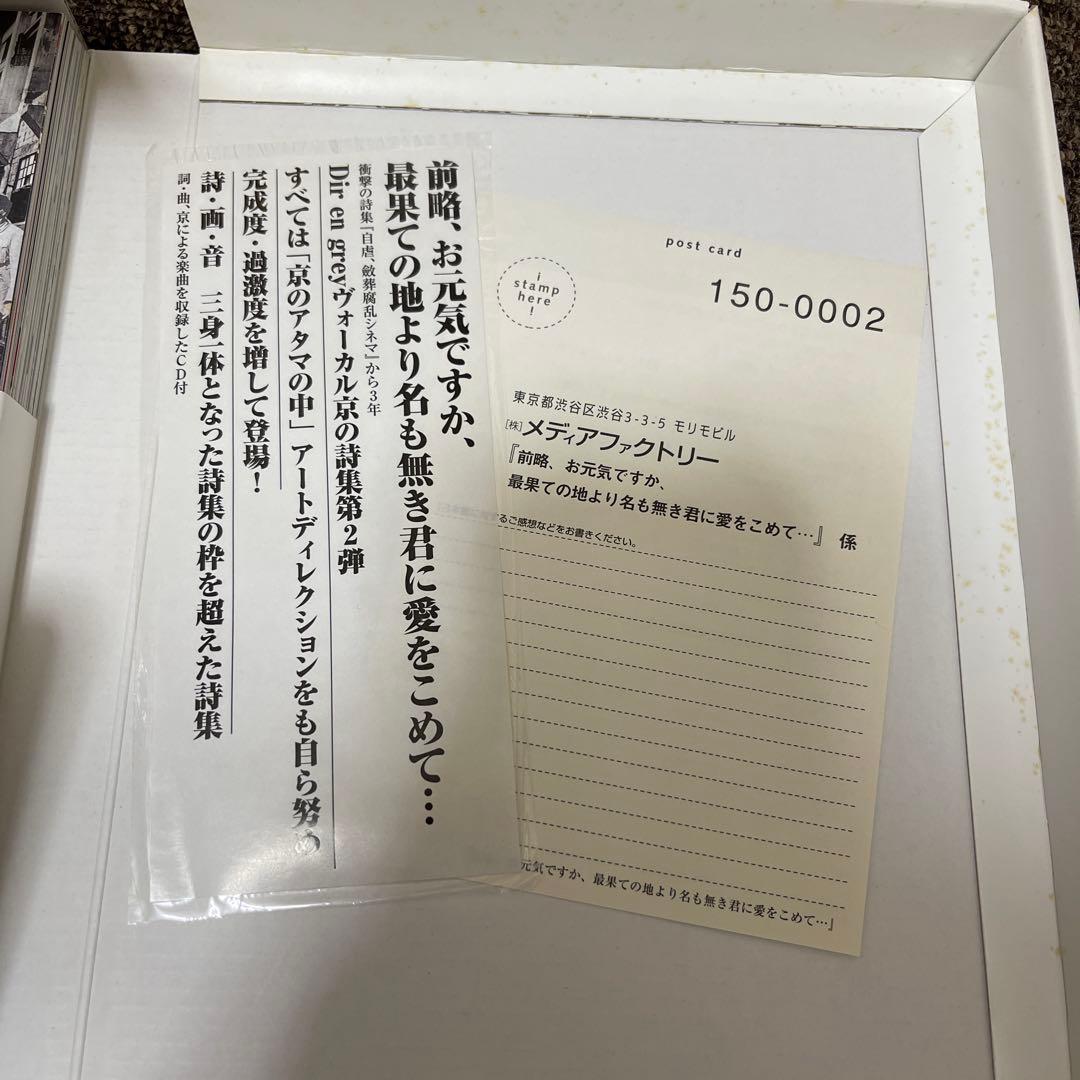 前略、お元気ですか、
最果ての地より名も無き君に愛をこめて…
衝撃の詩集「自虐、斂葬腐乱シネマ」から3年
Dir en greyヴォーカル京の詩集第2弾
すべては「京のアタマの中」アートディレクションをも自ら努め
完成度・過激度を増して登場！
詩・画・音　三身一体となった詩集の枠を超えた詩集
詞・曲、京による楽曲を収録したCD付
post card
i
stamp
here
!
150-0002
東京都渋谷区渋谷3-3-5 モリモビル
[株]メディアファクトリー
『前略、お元気ですか、
最果ての地より名も無き君に愛をこめて…』 係
るご感想などをお書きください。
元気ですか、最果ての地より名も無き君に愛をこめて…』